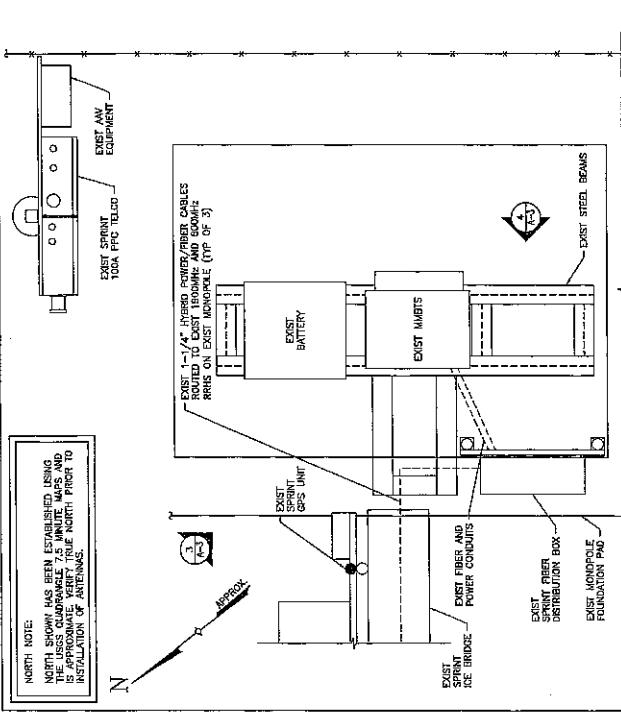 NORTH NOTE:
NORTH SHOWN HAS BEEN ESTABLISHED USING
THE USGS QUADRANGLE 7.5 MINUTE MAPS AND
IS APPROXIMATE. VERIFY TRUE NORTH PRIOR TO
INSTALLATION OF ANTENNAS.
N
APPROX.
EXIST SPRINT
100A PPC TELCO
EXIST AAV
EQUIPMENT
EXIST 1-1/4" HYBRID POWER/FIBER CABLES
ROUTED TO EXIST 1900MHz AND 800MHz
RRHS ON EXIST MONOPOLE (TYP OF 3)
3
A-3
EXIST
SPRINT
GPS UNIT
EXIST
BATTERY
EXIST MMBTS
4
A-3
EXIST STEEL BEAMS
EXIST
SPRINT
ICE BRIDGE
EXIST FIBER AND
POWER CONDUITS
EXIST
SPRINT FIBER
DISTRIBUTION BOX
EXIST MONOPOLE
FOUNDATION PAD